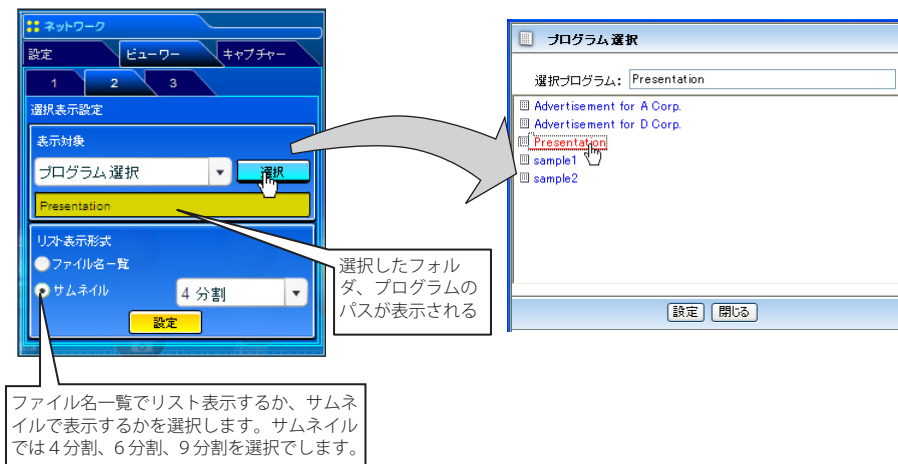 ネットワーク
設定 ビューワー キャプチャー
1 2 3
選択表示設定
表示対象
プログラム選択 選択
Presentation
リスト表示形式
ファイル名一覧
サムネイル 4 分割
設定
選択したフォル
ダ、プログラムの
パスが表示される
ファイル名一覧でリスト表示するか、サムネ
イルで表示するかを選択します。サムネイル
では４分割、６分割、９分割を選択でします。
プログラム選択
選択プログラム: Presentation
Advertisement for A Corp.
Advertisement for D Corp.
Presentation
sample1
sample2
設定 閉じる